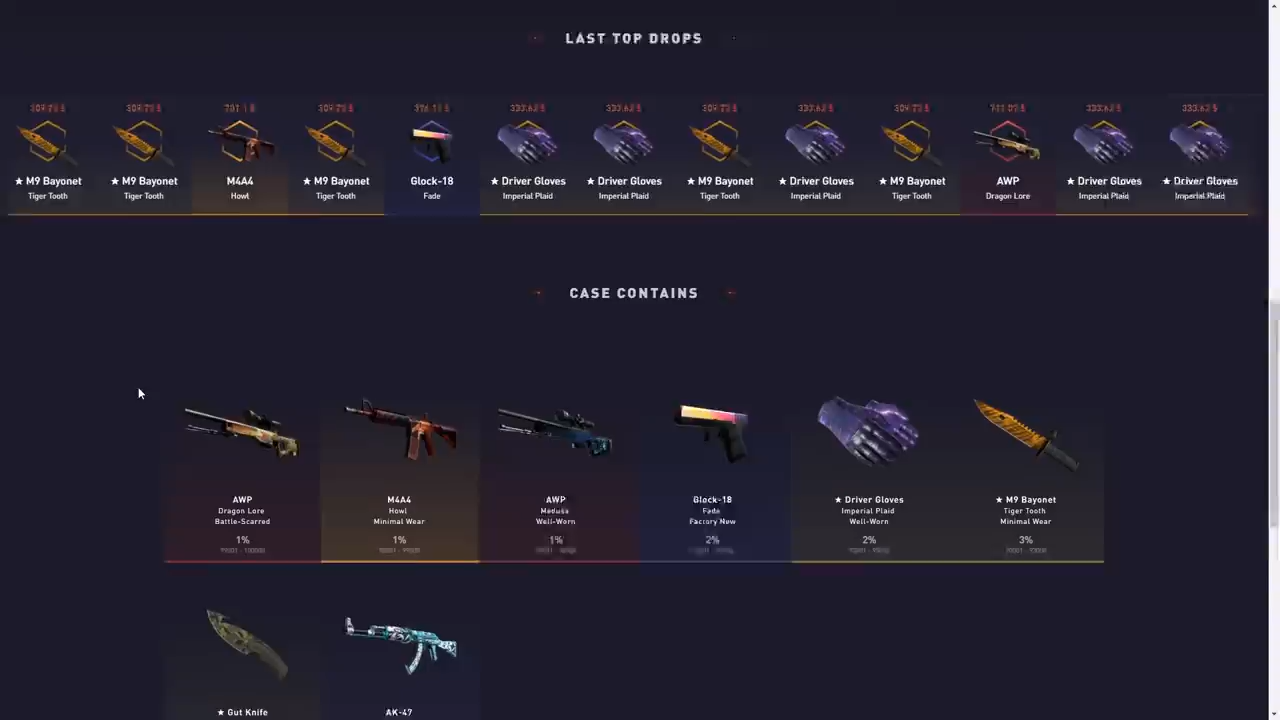 LAST TOP DROPS
★ M9 Bayonet
Tiger Tooth
★ M9 Bayonet
Tiger Tooth
M4A4
Howl
★ M9 Bayonet
Tiger Tooth
Glock-18
Fade
★ Driver Gloves
Imperial Plaid
★ Driver Gloves
Imperial Plaid
★ M9 Bayonet
Tiger Tooth
★ Driver Gloves
Imperial Plaid
★ M9 Bayonet
Tiger Tooth
AWP
Dragon Lore
★ Driver Gloves
Imperial Plaid
★ Driver Gloves
Imperial Plaid
CASE CONTAINS
AWP
Dragon Lore
Battle-Scarred
1%
M4A4
Howl
Minimal Wear
1%
AWP
Medusa
Well-Worn
1%
Glock-18
Fade
Factory New
2%
★ Driver Gloves
Imperial Plaid
Well-Worn
2%
★ M9 Bayonet
Tiger Tooth
Minimal Wear
3%
★ Gut Knife
AK-47